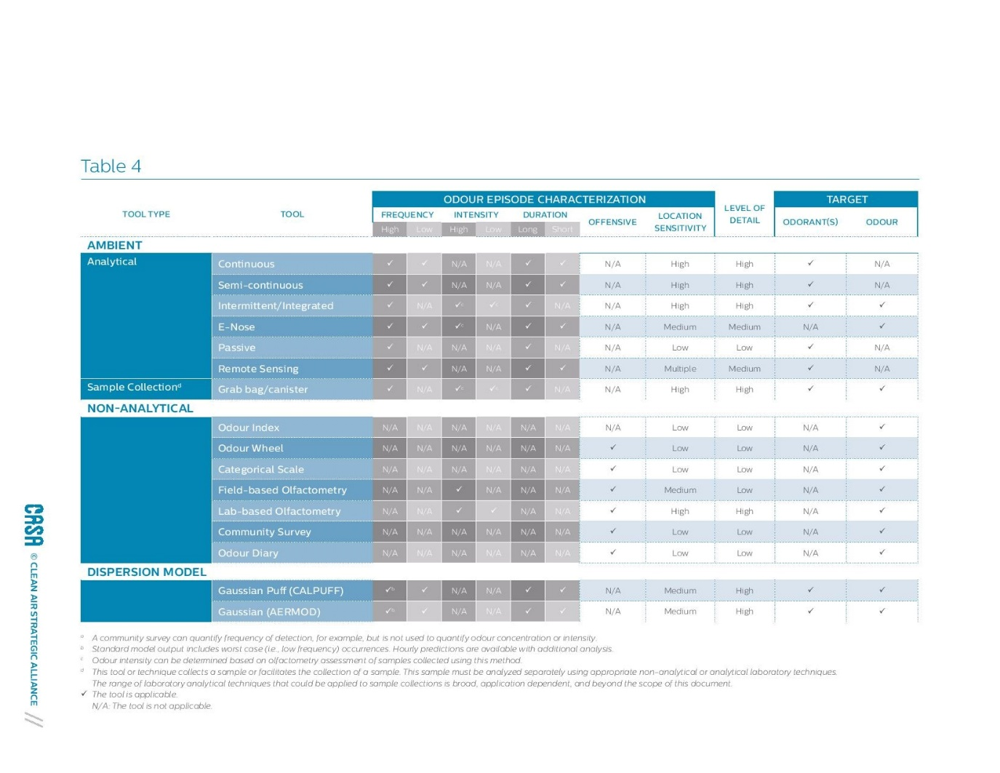 Table 4
ODOUR EPISODE CHARACTERIZATION TARGET
TOOL TYPE TOOL FREQUENCY INTENSITY DURATION OFFENSIVE LOCATION SENSITIVITY LEVEL OF DETAIL ODORANT(S) ODOUR
High Low High Low Long Short
AMBIENT
Analytical Continuous ✓ ✓ N/A N/A ✓ ✓ N/A High High ✓ N/A
Semi-continuous ✓ ✓ N/A N/A ✓ ✓ N/A High High ✓ N/A
Intermittent/Integrated ✓ N/A ✓c ✓c ✓ N/A N/A High High ✓ ✓
E-Nose ✓ ✓ ✓c N/A ✓ ✓ N/A Medium Medium N/A ✓
Passive ✓ N/A N/A N/A ✓ N/A N/A Low Low ✓ N/A
Remote Sensing ✓ ✓ N/A N/A ✓ ✓ N/A Multiple Medium ✓ N/A
Sample Collectiond Grab bag/canister ✓ N/A ✓c ✓c ✓ N/A N/A High High ✓ ✓
NON-ANALYTICAL
Odour Index N/A N/A N/A N/A N/A N/A N/A Low Low N/A ✓
Odour Wheel N/A N/A N/A N/A N/A N/A ✓ Low Low N/A ✓
Categorical Scale N/A N/A N/A N/A N/A N/A ✓ Low Low N/A ✓
Field-based Olfactometry N/A N/A ✓ N/A N/A N/A ✓ Medium Low N/A ✓
Lab-based Olfactometry N/A N/A ✓ ✓ N/A N/A ✓ High High N/A ✓
Community Survey N/A N/A N/A N/A N/A N/A ✓ Low Low N/A ✓
Odour Diary N/A N/A N/A N/A N/A N/A ✓ Low Low N/A ✓
DISPERSION MODEL
Gaussian Puff (CALPUFF) ✓b ✓ N/A N/A ✓ ✓ N/A Medium High ✓ ✓
Gaussian (AERMOD) ✓b ✓ N/A N/A ✓ ✓ N/A Medium High ✓ ✓
a A community survey can quantify frequency of detection, for example, but is not used to quantify odour concentration or intensity.
b Standard model output includes worst case (i.e., low frequency) occurrences. Hourly predictions are available with additional analysis.
c Odour intensity can be determined based on olfactometry assessment of samples collected using this method.
d This tool or technique collects a sample or facilitates the collection of a sample. This sample must be analyzed separately using appropriate non-analytical or analytical laboratory techniques.
The range of laboratory analytical techniques that could be applied to sample collections is broad, application dependent, and beyond the scope of this document.
✓ The tool is applicable.
N/A: The tool is not applicable.
CASA © CLEAN AIR STRATEGIC ALLIANCE //